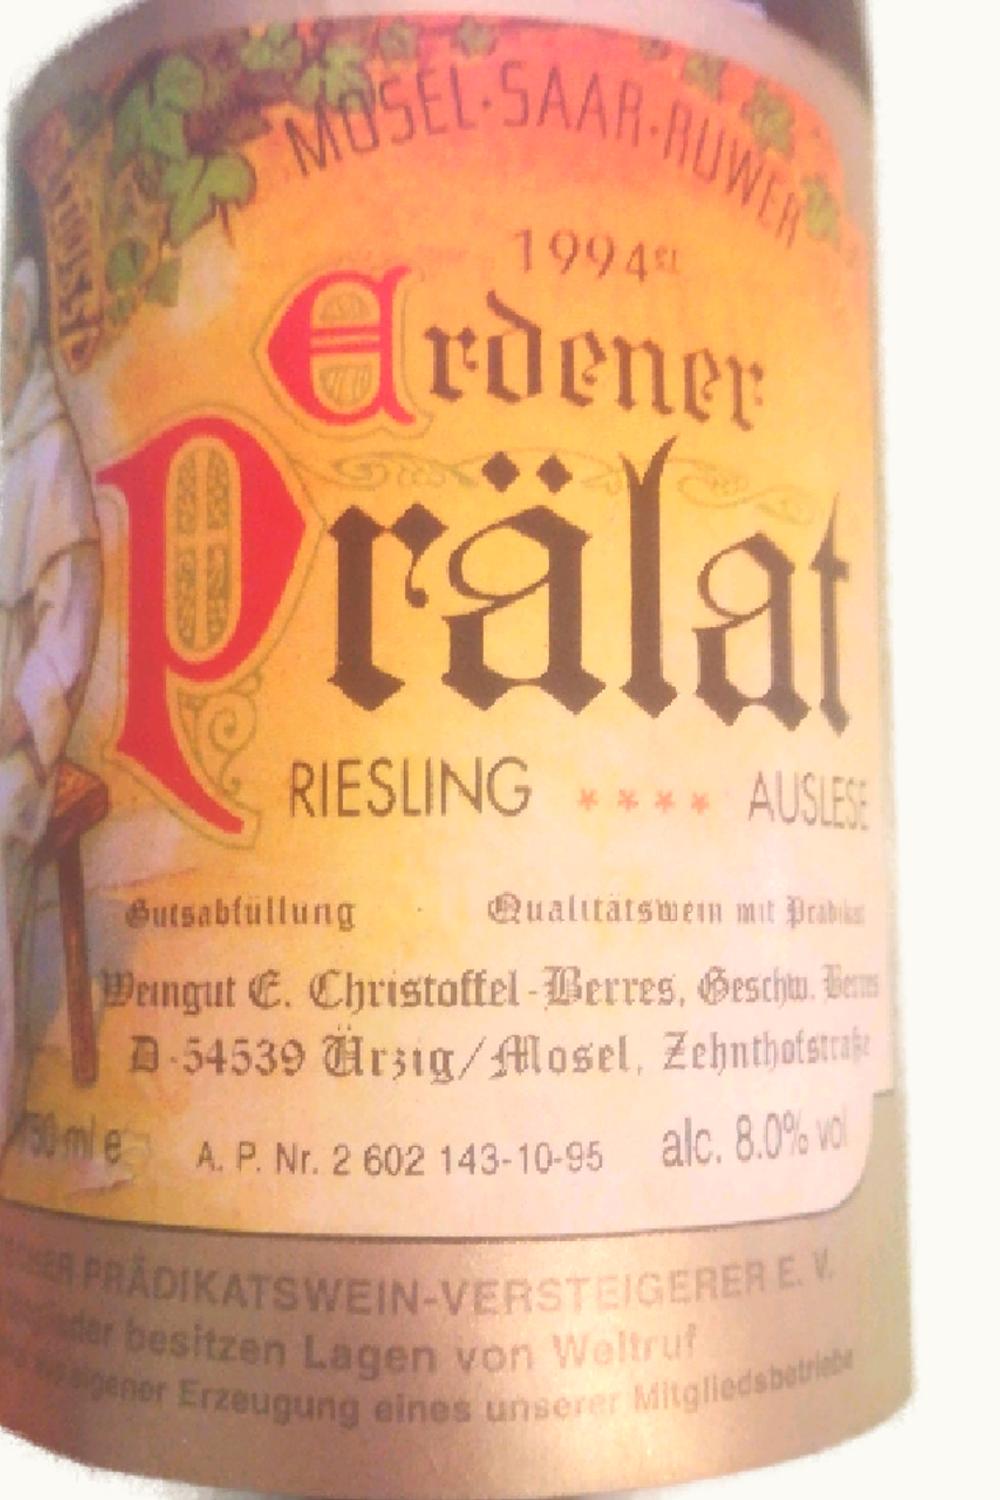 MOSEL·SAAR·RUWER
1994er
Erdener
Prälat
RIESLING **** AUSLESE
Gutsabfüllung · Qualitätswein mit Prädikat
Weingut C. Christoffel-Berres, Geschw. Berres
D-54539 Ürzig/Mosel, Zehnthofstraße
750 ml e A. P. Nr. 2 602 143-10-95 alc. 8.0% vol
PRÄDIKATSWEIN-VERSTEIGERER E. V.
besitzen Lagen von Weltruf
eigener Erzeugung eines unserer Mitgliedsbetriebe